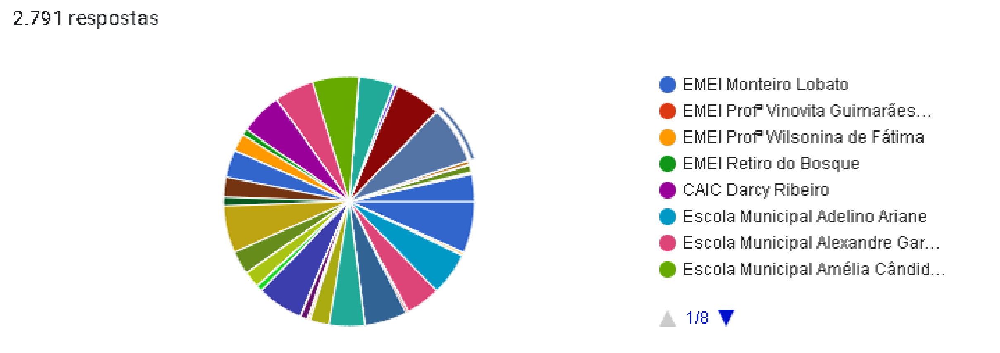 2.791 respostas
EMEI Monteiro Lobato
EMEI Profª Vinovita Guimarães...
EMEI Profª Wilsonina de Fátima
EMEI Retiro do Bosque
CAIC Darcy Ribeiro
Escola Municipal Adelino Ariane
Escola Municipal Alexandre Gar...
Escola Municipal Amélia Cândid...
1/8